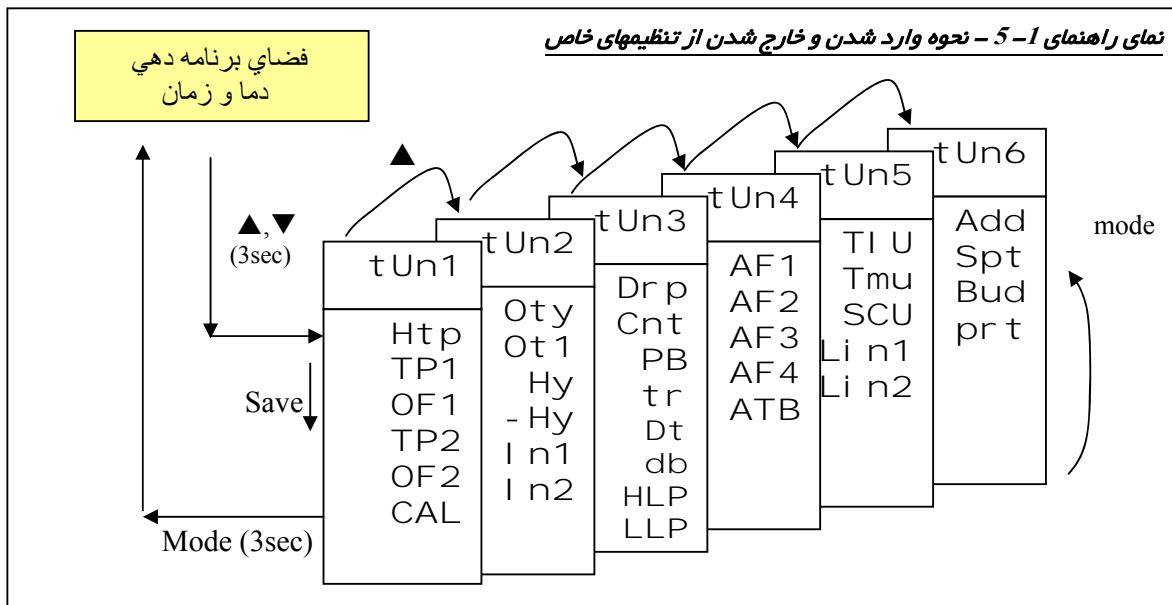 نمای راهنمای 1- 5 - نحوه وارد شدن و خارج شدن از تنظیمهای خاص
فضاي برنامه دهي
دما و زمان
▲,▼
(3sec)
Save
Mode (3sec)
▲
tUn1
Htp
TP1
OF1
TP2
OF2
CAL
tUn2
Oty
Ot1
Hy
-Hy
In1
In2
tUn3
Drp
Cnt
PB
tr
Dt
db
HLP
LLP
tUn4
AF1
AF2
AF3
AF4
ATB
tUn5
TIU
Tmu
SCU
Lin1
Lin2
tUn6
Add
Spt
Bud
prt
mode